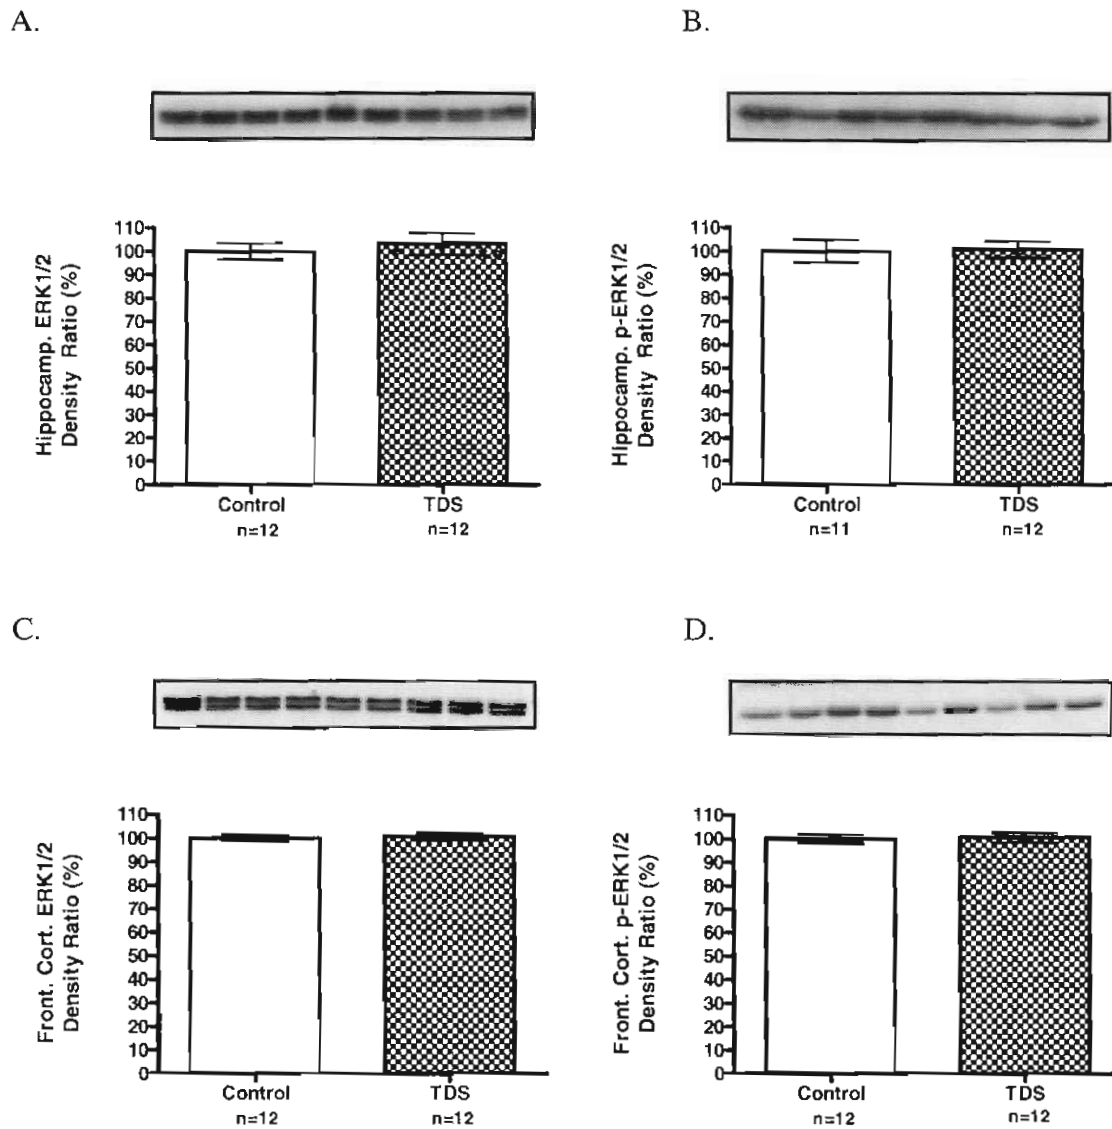 A.
B.
Hippocamp. ERK1/2
Density Ratio (%)
110
100
90
80
70
60
50
40
30
20
10
0
Control
TDS
n=12
n=12
Hippocamp. p-ERK1/2
Density Ratio (%)
110
100
90
80
70
60
50
40
30
20
10
0
Control
TDS
n=11
n=12
C.
D.
Front. Cort. ERK1/2
Density Ratio (%)
110
100
90
80
70
60
50
40
30
20
10
0
Control
TDS
n=12
n=12
Front. Cort. p-ERK1/2
Density Ratio (%)
110
100
90
80
70
60
50
40
30
20
10
0
Control
TDS
n=12
n=12